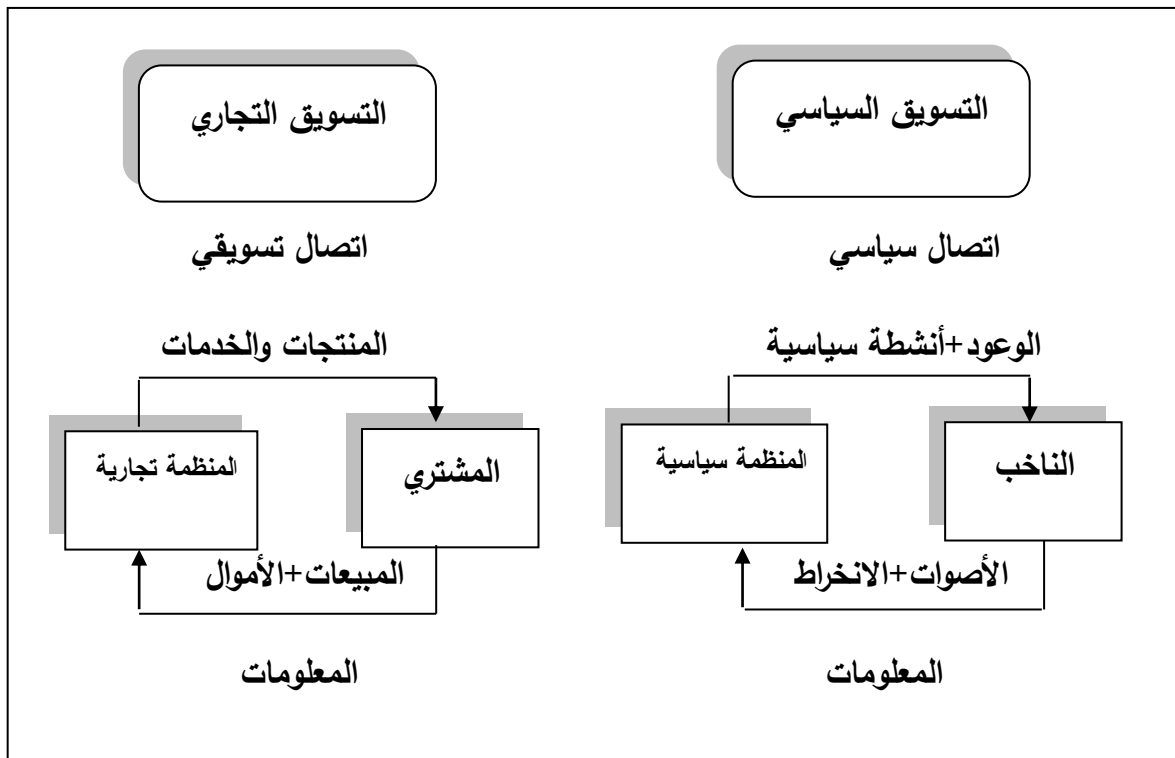 التسويق السياسي
التسويق التجاري
اتصال سياسي
اتصال تسويقي
الوعود+أنشطة سياسية
المنتجات والخدمات
الناخب
المنظمة سياسية
المشتري
المنظمة تجارية
الأصوات+الانخراط
المبيعات+الأموال
المعلومات
المعلومات